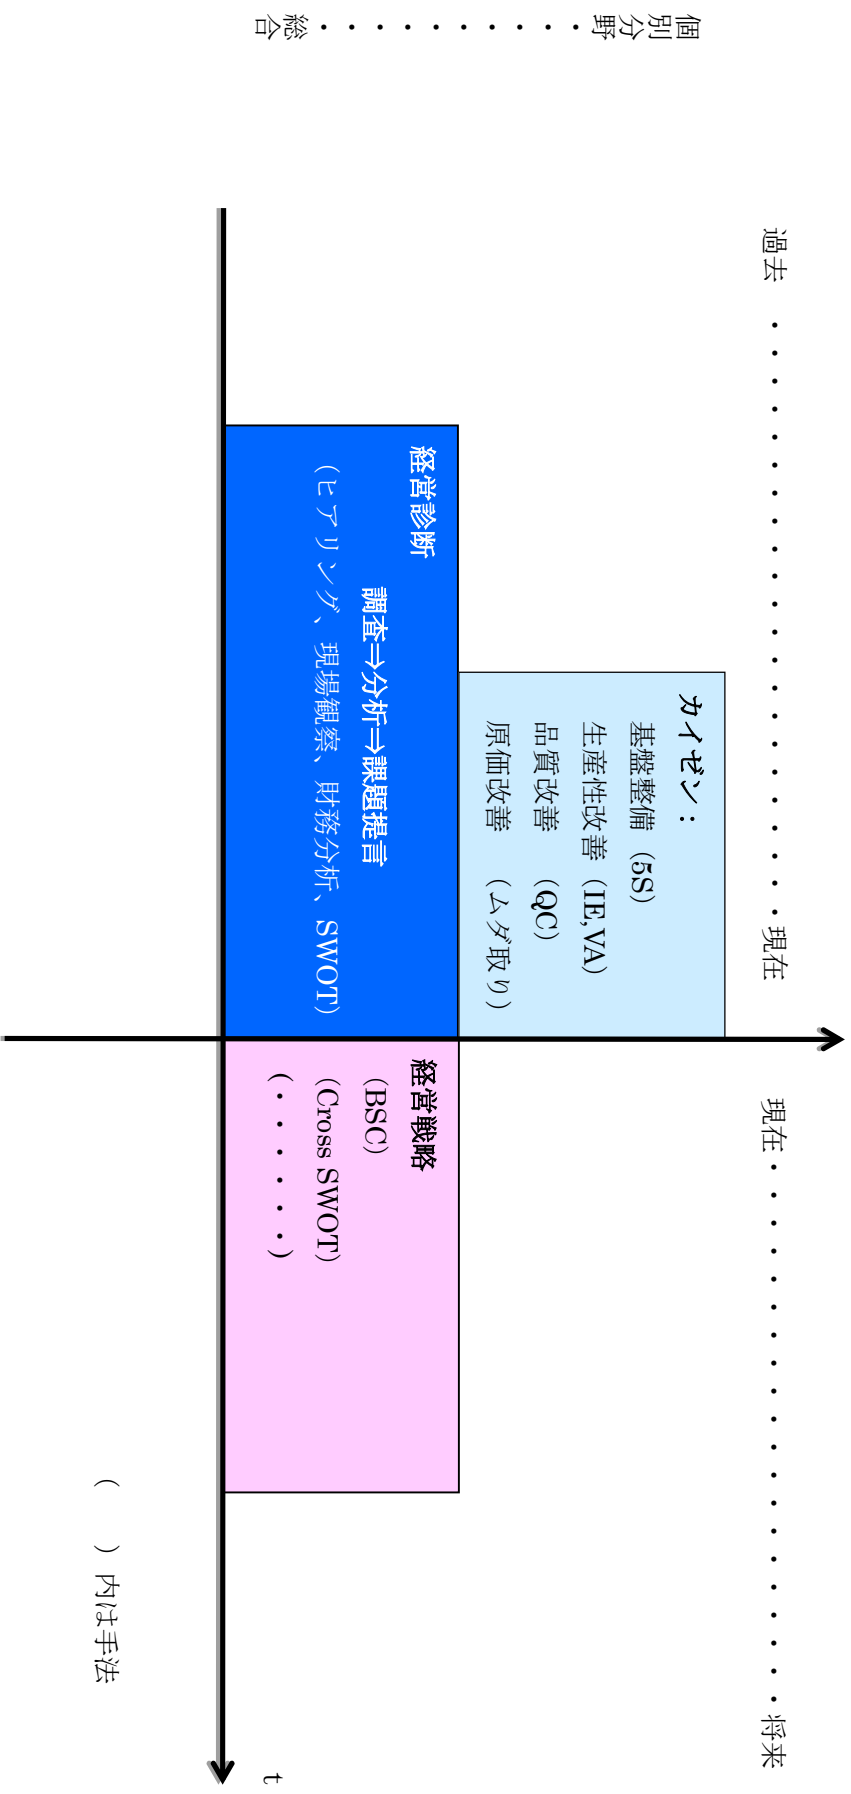 過去・・・・・・・・・・・・・・・・・・・・・・現在
現在・・・・・・・・・・・・・・・・・・・・将来
個別分野・・・・・・・・・・総合
カイゼン：
基盤整備（5S）
生産性改善（IE,VA）
品質改善　（QC）
原価改善　（ムダ取り）
経営診断
調査⇒分析⇒課題提言
（ヒアリング、現場観察、財務分析、SWOT）
経営戦略
（BSC）
（Cross SWOT）
（・・・・・・）
t
（　　）内は手法